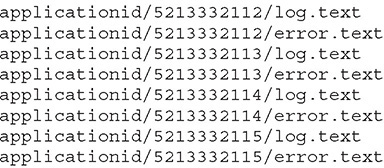 applicationid/5213332112/log.text
applicationid/5213332112/error.text
applicationid/5213332113/log.text
applicationid/5213332113/error.text
applicationid/5213332114/log.text
applicationid/5213332114/error.text
applicationid/5213332115/log.text
applicationid/5213332115/error.text